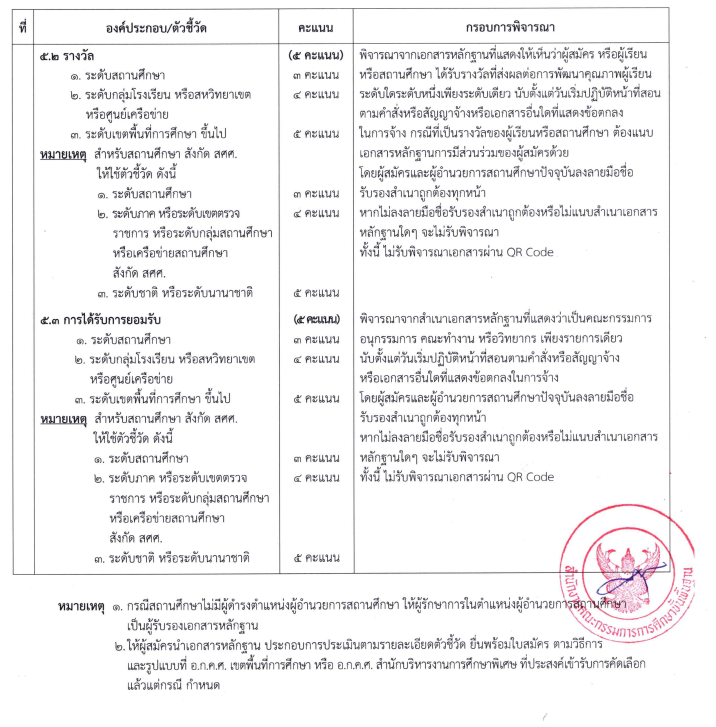 ที่ องค์ประกอบ/ตัวชี้วัด คะแนน กรอบการพิจารณา
๕.๒ รางวัล (๕ คะแนน) พิจารณาจากเอกสารหลักฐานที่แสดงให้เห็นว่าผู้สมัคร หรือผู้เรียน
๑. ระดับสถานศึกษา ๓ คะแนน หรือสถานศึกษา ได้รับรางวัลที่ส่งผลต่อการพัฒนาคุณภาพผู้เรียน
๒. ระดับกลุ่มโรงเรียน หรือสหวิทยาเขต ๔ คะแนน ระดับใดระดับหนึ่งเพียงระดับเดียว นับตั้งแต่วันเริ่มปฏิบัติหน้าที่สอน
หรือศูนย์เครือข่าย ตามคำสั่งหรือสัญญาจ้างหรือเอกสารอื่นใดที่แสดงข้อตกลง
๓. ระดับเขตพื้นที่การศึกษา ขึ้นไป ๕ คะแนน ในการจ้าง กรณีที่เป็นรางวัลของผู้เรียนหรือสถานศึกษา ต้องแนบ
หมายเหตุ สำหรับสถานศึกษา สังกัด สศศ. เอกสารหลักฐานการมีส่วนร่วมของผู้สมัครด้วย
ให้ใช้ตัวชี้วัด ดังนี้ โดยผู้สมัครและผู้อำนวยการสถานศึกษาปัจจุบันลงลายมือชื่อ
๑. ระดับสถานศึกษา ๓ คะแนน รับรองสำเนาถูกต้องทุกหน้า
๒. ระดับภาค หรือระดับเขตตรวจ ๔ คะแนน หากไม่ลงลายมือชื่อรับรองสำเนาถูกต้องหรือไม่แนบสำเนาเอกสาร
ราชการ หรือระดับกลุ่มสถานศึกษา หลักฐานใดๆ จะไม่รับพิจารณา
หรือเครือข่ายสถานศึกษา ทั้งนี้ ไม่รับพิจารณาเอกสารผ่าน QR Code
สังกัด สศศ.
๓. ระดับชาติ หรือระดับนานาชาติ ๕ คะแนน
๕.๓ การได้รับการยอมรับ (๕ คะแนน) พิจารณาจากสำเนาเอกสารหลักฐานที่แสดงว่าเป็นคณะกรรมการ
๑. ระดับสถานศึกษา ๓ คะแนน อนุกรรมการ คณะทำงาน หรือวิทยากร เพียงรายการเดียว
๒. ระดับกลุ่มโรงเรียน หรือสหวิทยาเขต ๔ คะแนน นับตั้งแต่วันเริ่มปฏิบัติหน้าที่สอนตามคำสั่งหรือสัญญาจ้าง
หรือศูนย์เครือข่าย หรือเอกสารอื่นใดที่แสดงข้อตกลงในการจ้าง
๓. ระดับเขตพื้นที่การศึกษา ขึ้นไป ๕ คะแนน โดยผู้สมัครและผู้อำนวยการสถานศึกษาปัจจุบันลงลายมือชื่อ
หมายเหตุ สำหรับสถานศึกษา สังกัด สศศ. รับรองสำเนาถูกต้องทุกหน้า
ให้ใช้ตัวชี้วัด ดังนี้ หากไม่ลงลายมือชื่อรับรองสำเนาถูกต้องหรือไม่แนบสำเนาเอกสาร
๑. ระดับสถานศึกษา ๓ คะแนน หลักฐานใดๆ จะไม่รับพิจารณา
๒. ระดับภาค หรือระดับเขตตรวจ ๔ คะแนน ทั้งนี้ ไม่รับพิจารณาเอกสารผ่าน QR Code
ราชการ หรือระดับกลุ่มสถานศึกษา
หรือเครือข่ายสถานศึกษา
สังกัด สศศ.
๓. ระดับชาติ หรือระดับนานาชาติ ๕ คะแนน
สำนักงานคณะกรรมการการศึกษาขั้นพื้นฐาน
หมายเหตุ ๑. กรณีสถานศึกษาไม่มีผู้ดำรงตำแหน่งผู้อำนวยการสถานศึกษา ให้ผู้รักษาการในตำแหน่งผู้อำนวยการสถานศึกษา
เป็นผู้รับรองเอกสารหลักฐาน
๒. ให้ผู้สมัครนำเอกสารหลักฐาน ประกอบการประเมินตามรายละเอียดตัวชี้วัด ยื่นพร้อมใบสมัคร ตามวิธีการ
และรูปแบบที่ อ.ก.ค.ศ. เขตพื้นที่การศึกษา หรือ อ.ก.ค.ศ. สำนักบริหารงานการศึกษาพิเศษ ที่ประสงค์เข้ารับการคัดเลือก
แล้วแต่กรณี กำหนด